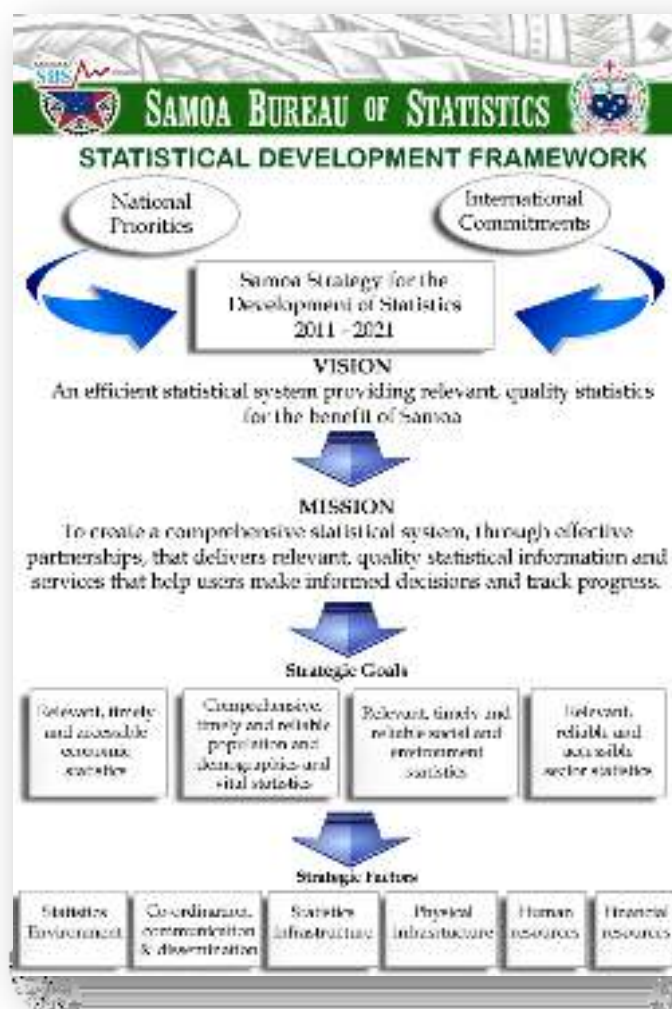 SBS
SAMOA BUREAU OF STATISTICS
STATISTICAL DEVELOPMENT FRAMEWORK
National
Priorities
International
Commitments
Samoa Strategy for the
Development of Statistics
2011 - 2021
VISION
An efficient statistical system providing relevant, quality statistics
for the benefit of Samoa
MISSION
To create a comprehensive statistical system, through effective
partnerships, that delivers relevant, quality statistical information and
services that help users make informed decisions and track progress.
Strategic Goals
Relevant, timely
and accessible
economic
statistics
Comprehensive,
timely and reliable
population and
demographics and
vital statistics
Relevant, timely and
reliable social and
environment
statistics
Relevant,
reliable and
accessible
sector statistics
Strategic Factors
Statistics
Environment
Co-ordination,
communication
& dissemination
Statistics
Infrastructure
Physical
Infrasrtucture
Human
resources
Financial
resources